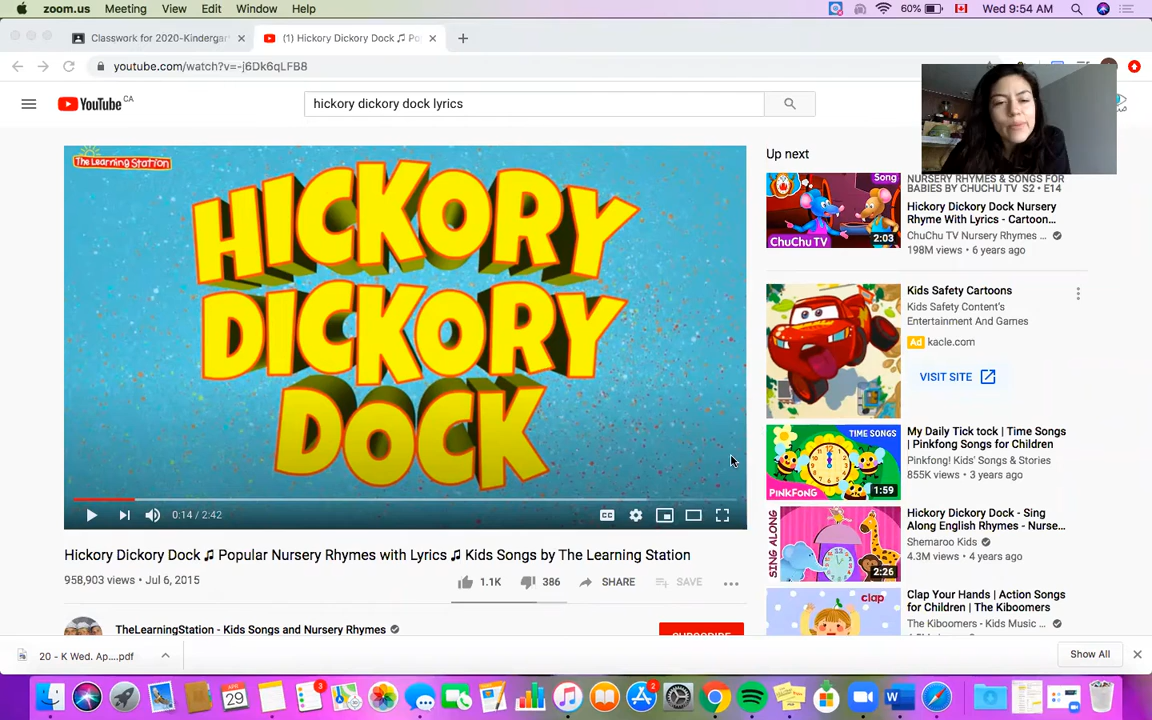 zoom.us Meeting View Edit Window Help 60% Wed 9:54 AM
Classwork for 2020-Kindergar
(1) Hickory Dickory Dock ♫ Po
youtube.com/watch?v=-j6Dk6qLFB8
YouTube CA
hickory dickory dock lyrics
The Learning Station
HICKORY
DICKORY
DOCK
0:14 / 2:42
CC
Hickory Dickory Dock ♫ Popular Nursery Rhymes with Lyrics ♫ Kids Songs by The Learning Station
958,903 views • Jul 6, 2015
1.1K 386 SHARE SAVE
TheLearningStation - Kids Songs and Nursery Rhymes
Up next
Song
ChuChu TV
2:03
NURSERY RHYMES & SONGS FOR
BABIES BY CHUCHU TV S2 • E14
Hickory Dickory Dock Nursery
Rhyme With Lyrics - Cartoon...
ChuChu TV Nursery Rhymes ...
198M views • 6 years ago
Kids Safety Cartoons
Kids Safety Content's
Entertainment And Games
Ad kacle.com
VISIT SITE
TIME SONGS
PINKFONG
1:59
My Daily Tick tock | Time Songs
| Pinkfong Songs for Children
Pinkfong! Kids' Songs & Stories
855K views • 3 years ago
SING ALONG
2:26
Hickory Dickory Dock - Sing
Along English Rhymes - Nurse...
Shemaroo Kids
4.3M views • 4 years ago
clap
Clap Your Hands | Action Songs
for Children | The Kiboomers
The Kiboomers - Kids Music ...
20 - K Wed. Ap....pdf
Show All
APR
29
3
2